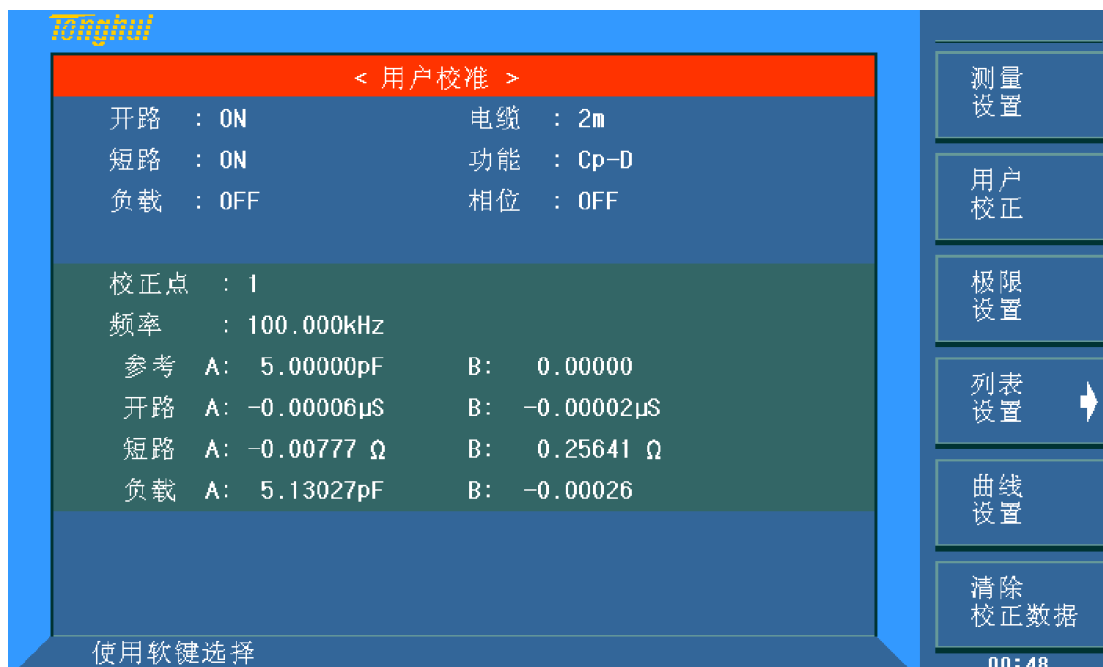 Tonghui
< 用户校准 >
开路 : ON 电缆 : 2m
短路 : ON 功能 : Cp-D
负载 : OFF 相位 : OFF
校正点 : 1
频率 : 100.000kHz
参考 A: 5.00000pF B: 0.00000
开路 A: -0.00006μS B: -0.00002μS
短路 A: -0.00777 Ω B: 0.25641 Ω
负载 A: 5.13027pF B: -0.00026
使用软键选择
测量
设置
用户
校正
极限
设置
列表
设置
曲线
设置
清除
校正数据
00:48